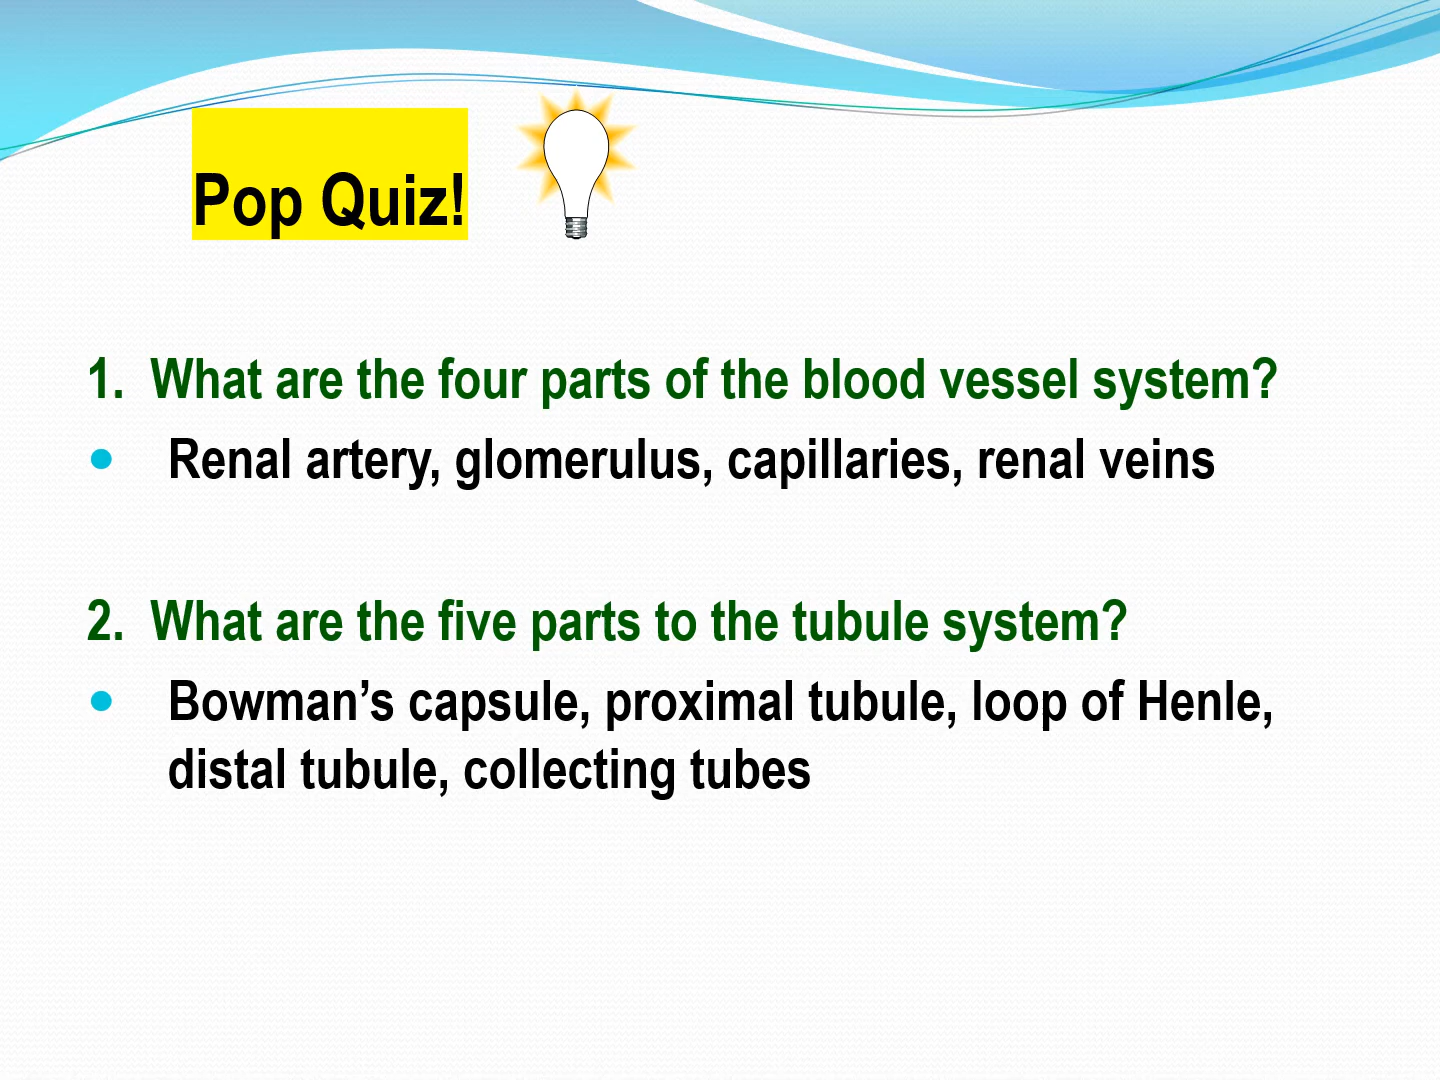 Pop Quiz!
1. What are the four parts of the blood vessel system?
• Renal artery, glomerulus, capillaries, renal veins
2. What are the five parts to the tubule system?
• Bowman’s capsule, proximal tubule, loop of Henle,
distal tubule, collecting tubes